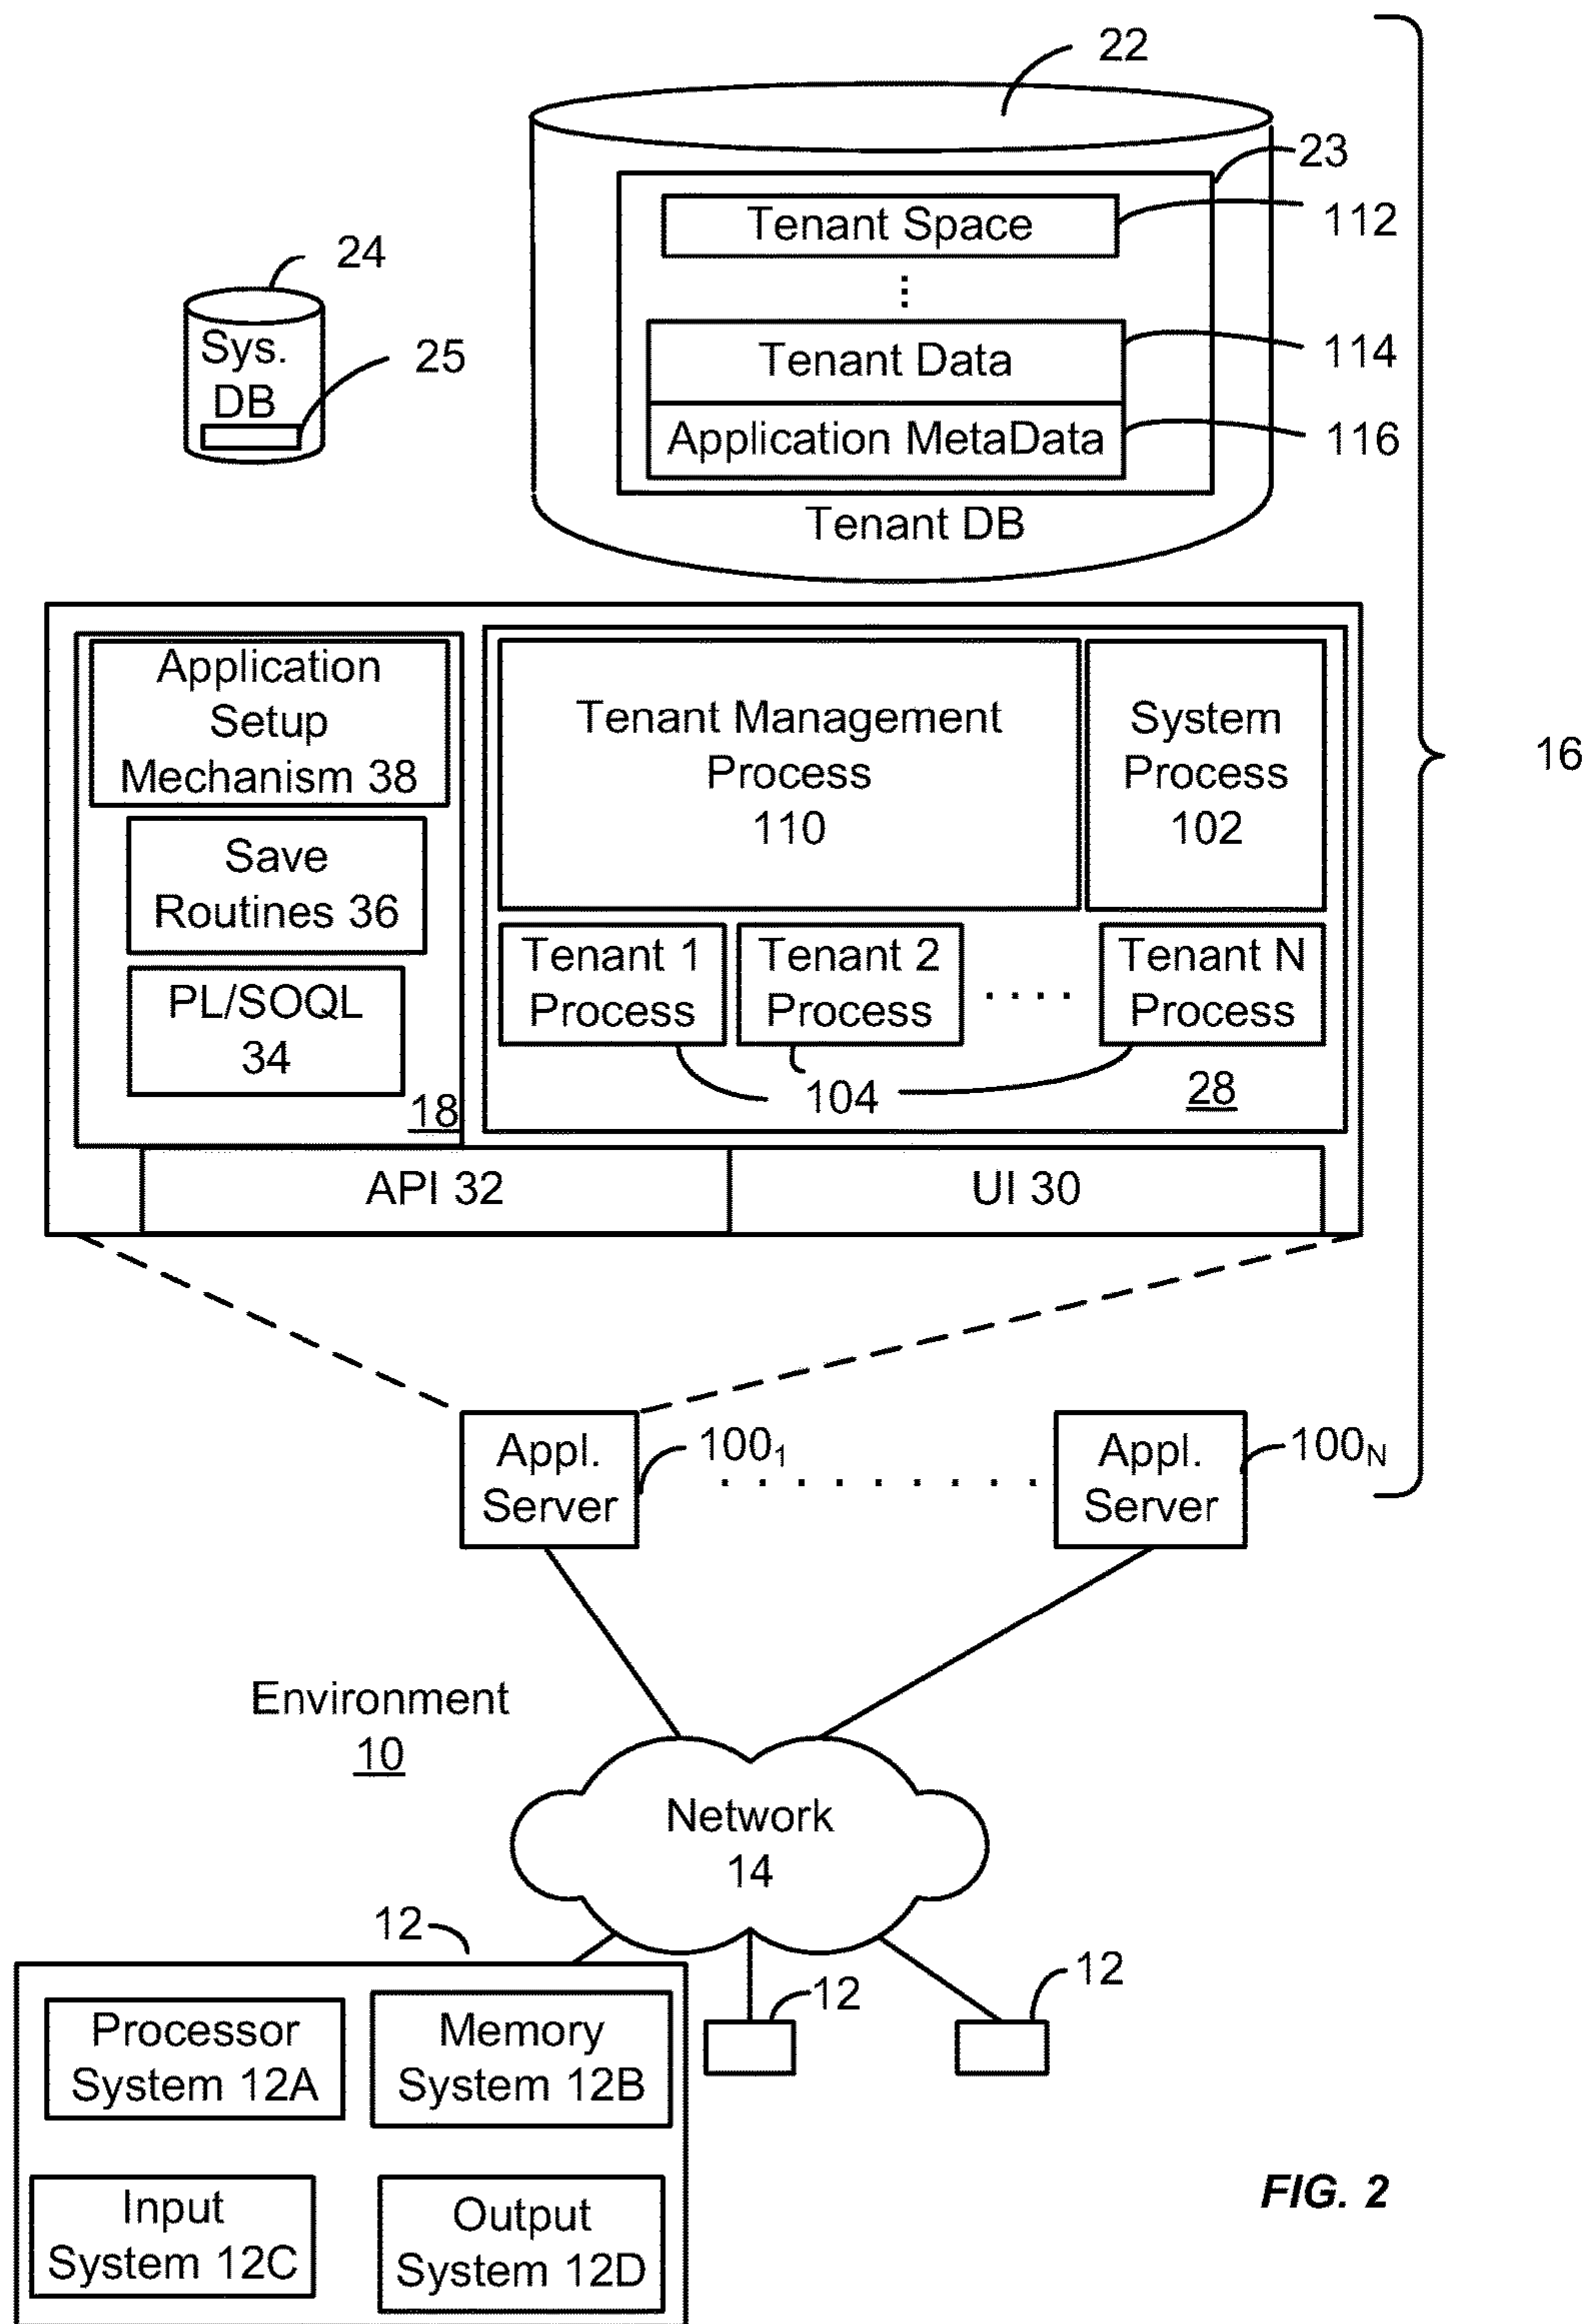 22
23
Tenant Space
112
24
Sys.
DB
25
Tenant Data
114
Application MetaData
116
Tenant DB
16
Application
Setup
Mechanism 38
Tenant Management
Process
110
System
Process
102
Save
Routines 36
PL/SOQL
34
18
Tenant 1
Process
Tenant 2
Process
. . . .
Tenant N
Process
104
28
API 32
UI 30
Appl.
Server
100₁
. . . . . . . . .
Appl.
Server
100N
Environment
10
Network
14
12
12
12
Processor
System 12A
Memory
System 12B
Input
System 12C
Output
System 12D
FIG. 2